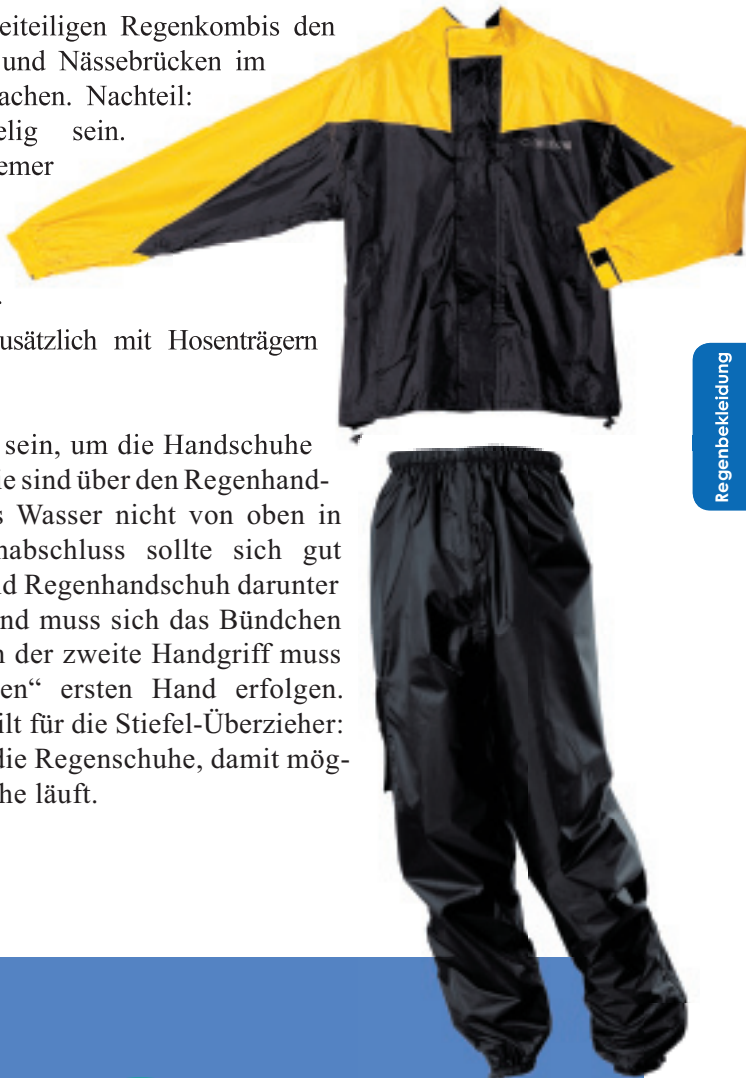 eiteiligen Regenkombis den
und Nässebrücken im
achen. Nachteil:
elig sein.
emer
.
usätzlich mit Hosenträgern
sein, um die Handschuhe
ie sind über den Regenhand-
s Wasser nicht von oben in
nabschluss sollte sich gut
nd Regenhandschuh darunter
and muss sich das Bündchen
n der zweite Handgriff muss
en“ ersten Hand erfolgen.
ilt für die Stiefel-Überzieher:
die Regenschuhe, damit mög-
he läuft.
Regenbekleidung